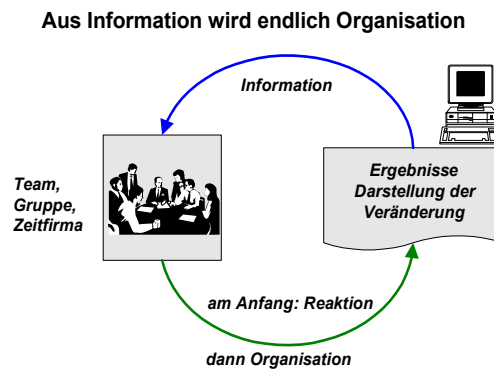 Aus Information wird endlich Organisation
Information
Team,
Gruppe,
Zeitfirma
Ergebnisse
Darstellung der
Veränderung
am Anfang: Reaktion
dann Organisation